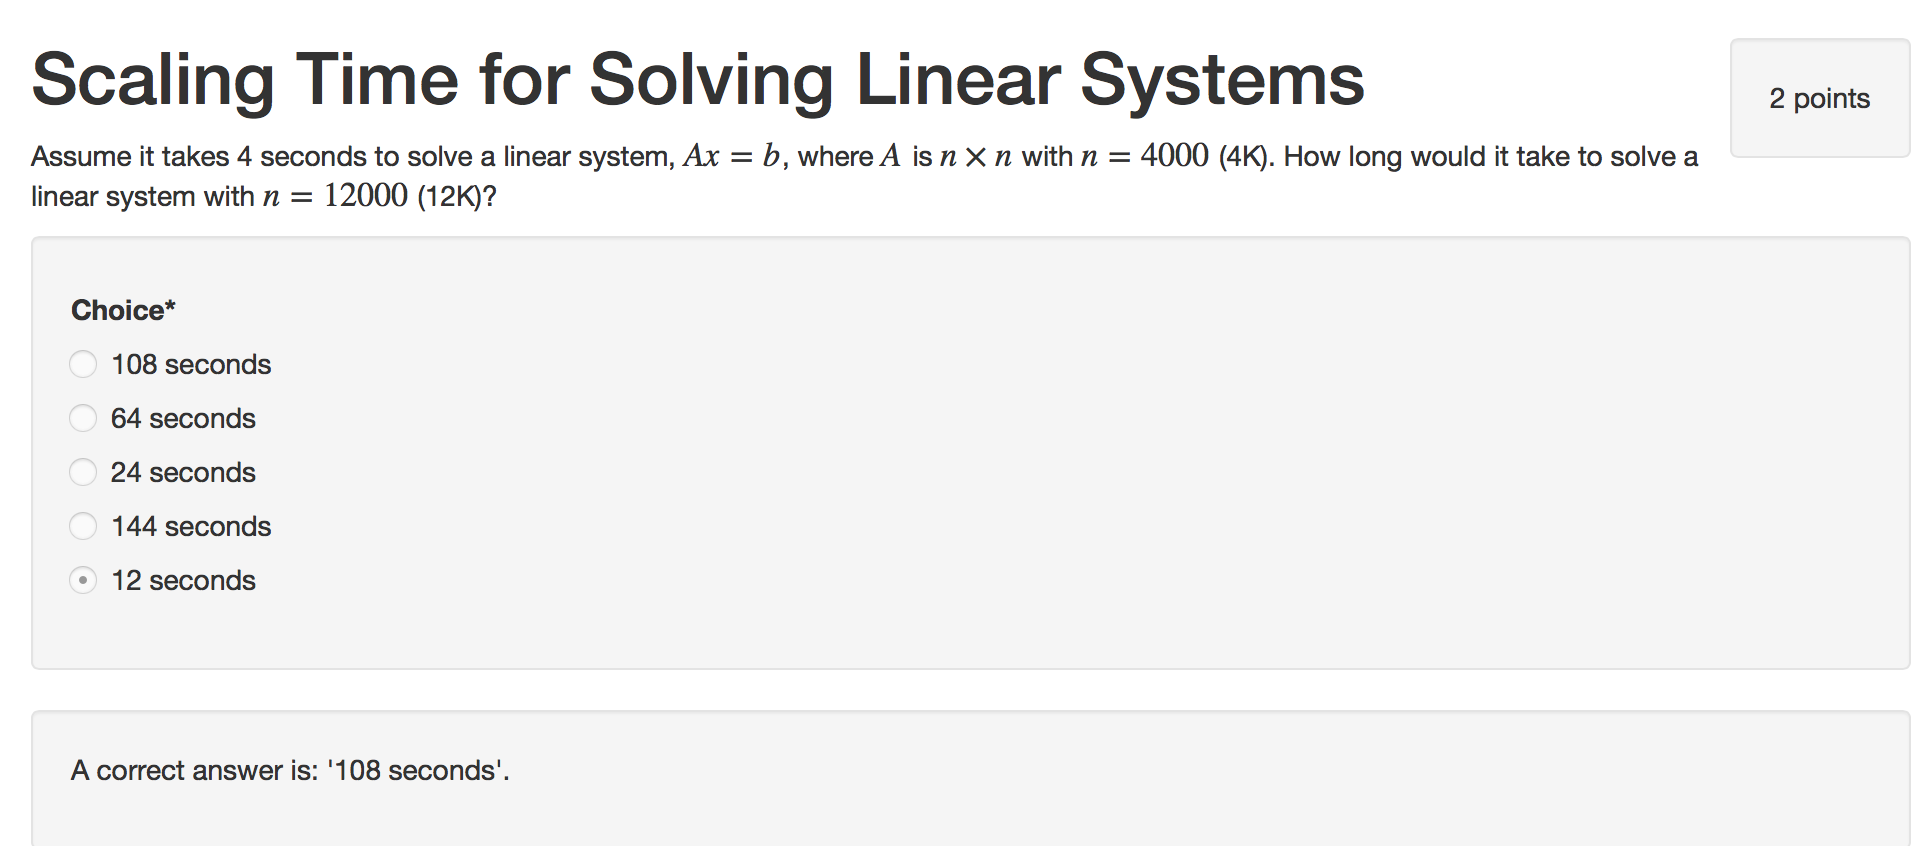 Scaling Time for Solving Linear Systems
2 points
Assume it takes 4 seconds to solve a linear system, Ax = b, where A is n × n with n = 4000 (4K). How long would it take to solve a
linear system with n = 12000 (12K)?
Choice*
108 seconds
64 seconds
24 seconds
144 seconds
12 seconds
A correct answer is: '108 seconds'.